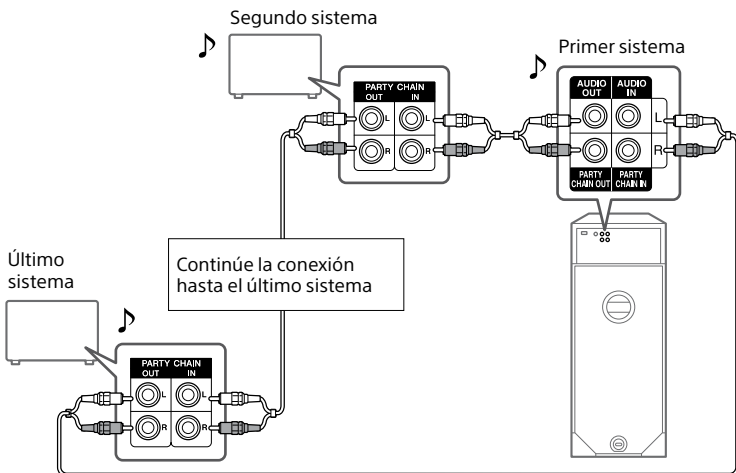 Segundo sistema
PARTY CHAIN
OUT IN
L L
R R
Primer sistema
AUDIO OUT AUDIO IN
L
R
PARTY CHAIN OUT PARTY CHAIN IN
Último
sistema
Continúe la conexión
hasta el último sistema
PARTY CHAIN
OUT IN
L L
R R